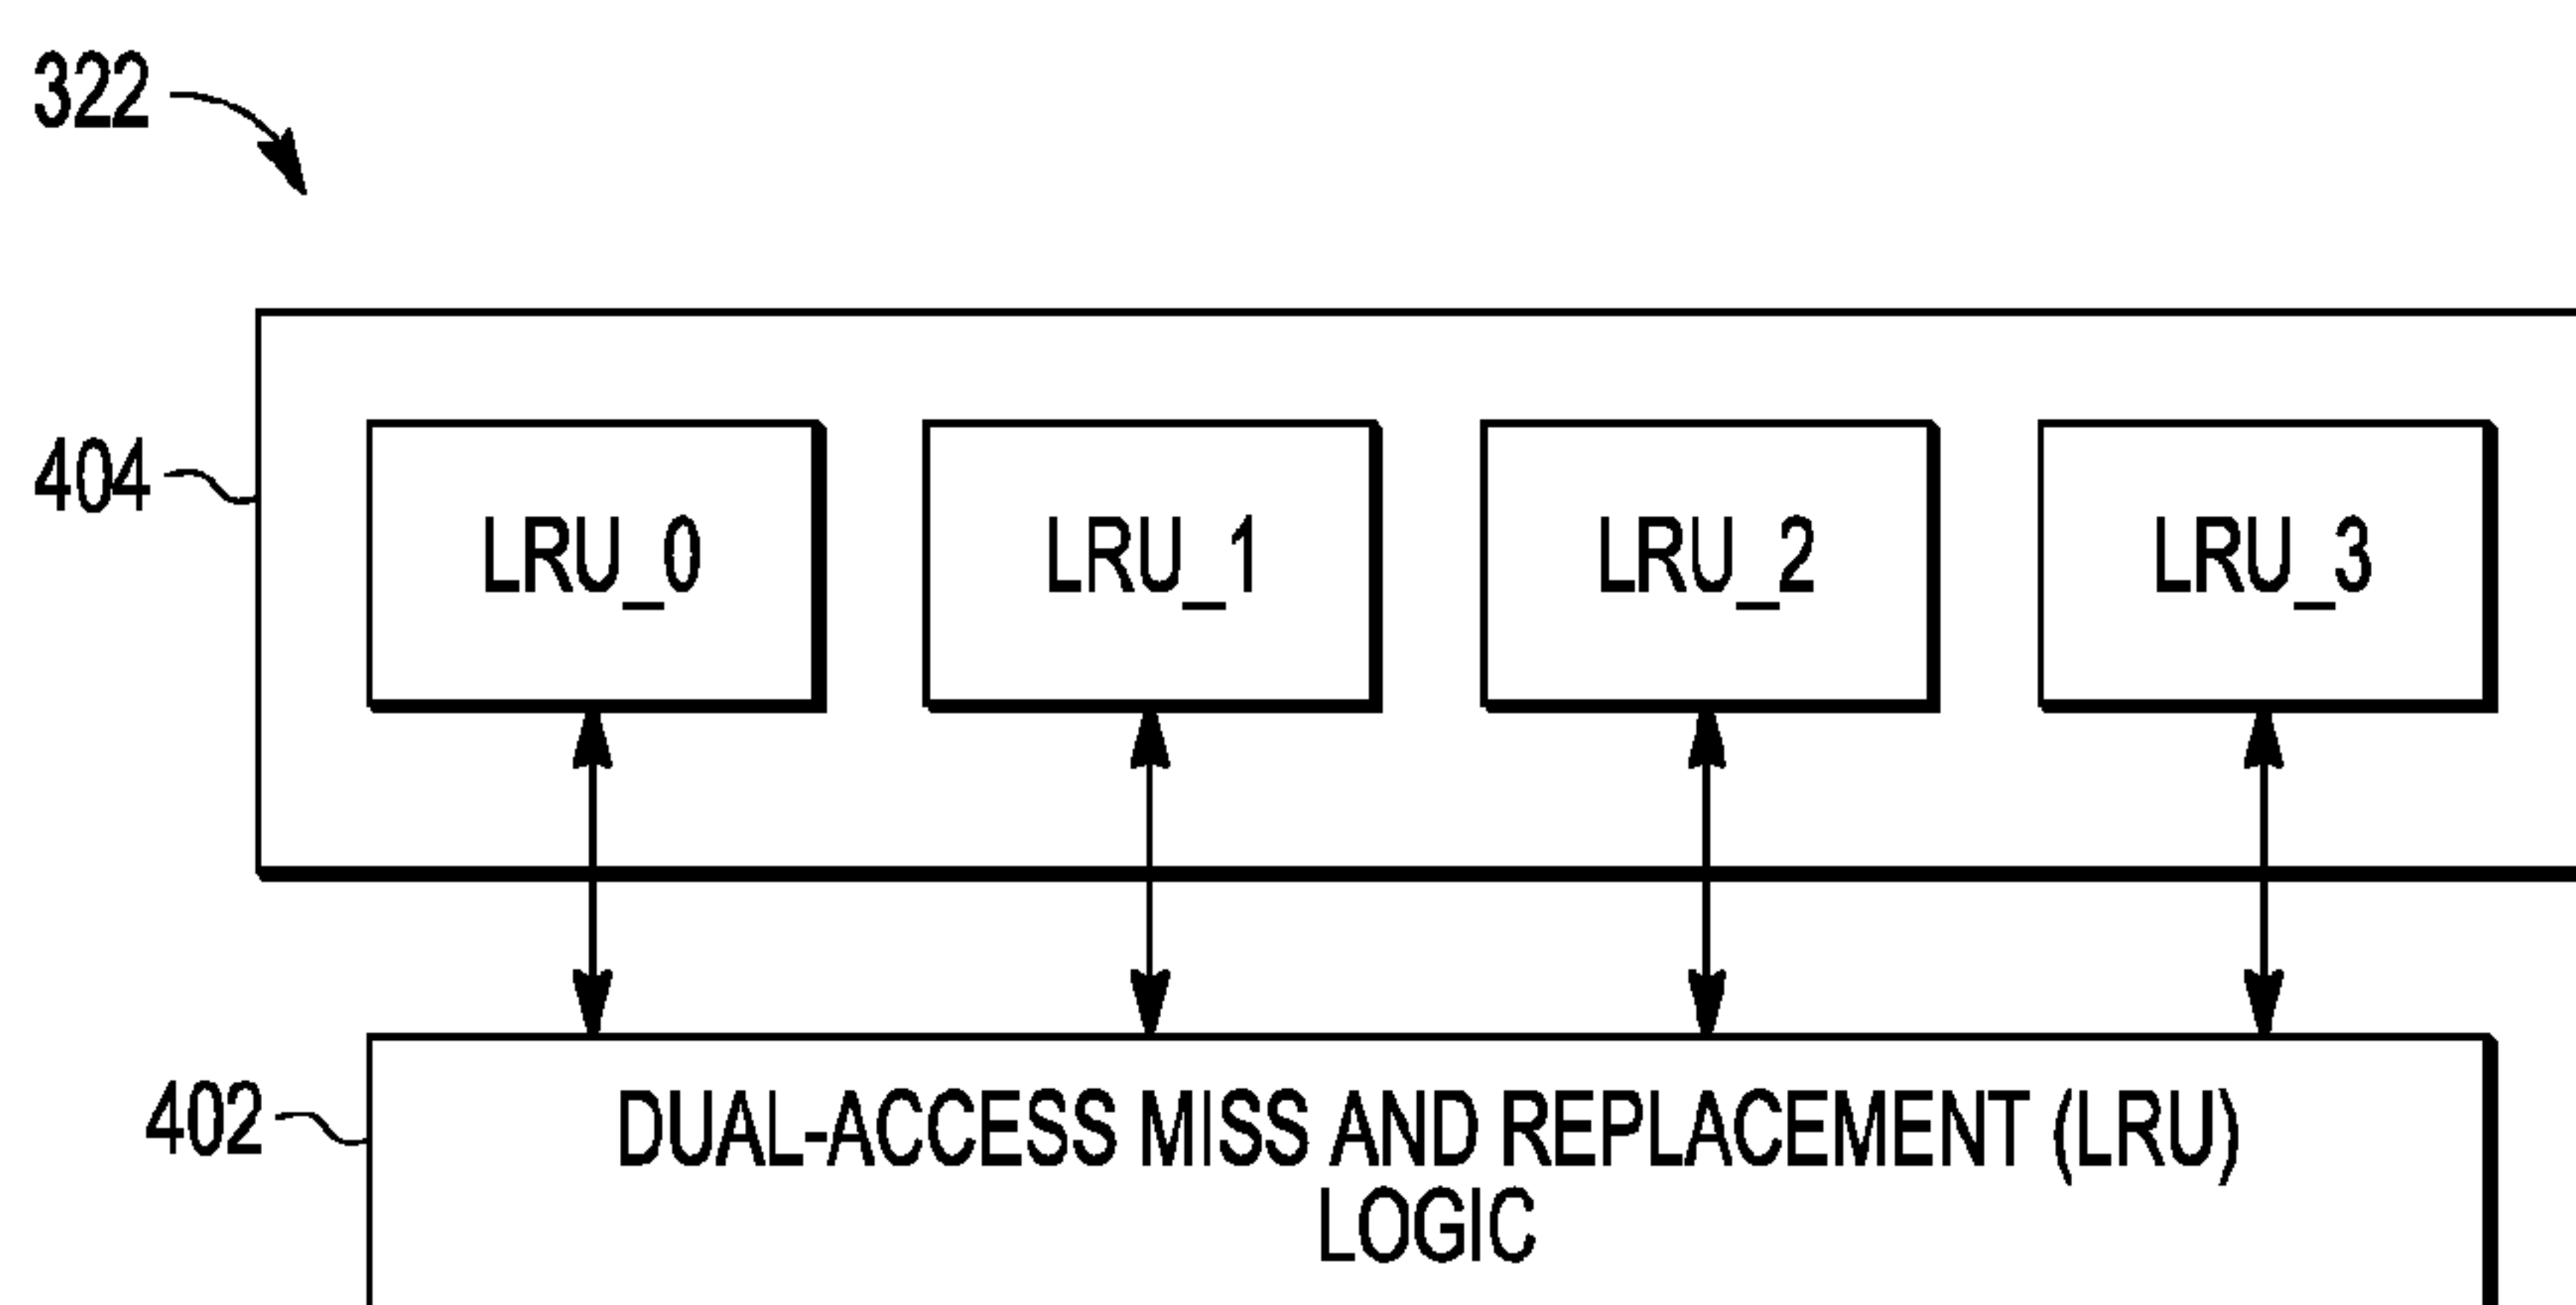 322
404
LRU_0
LRU_1
LRU_2
LRU_3
402
DUAL-ACCESS MISS AND REPLACEMENT (LRU)
LOGIC